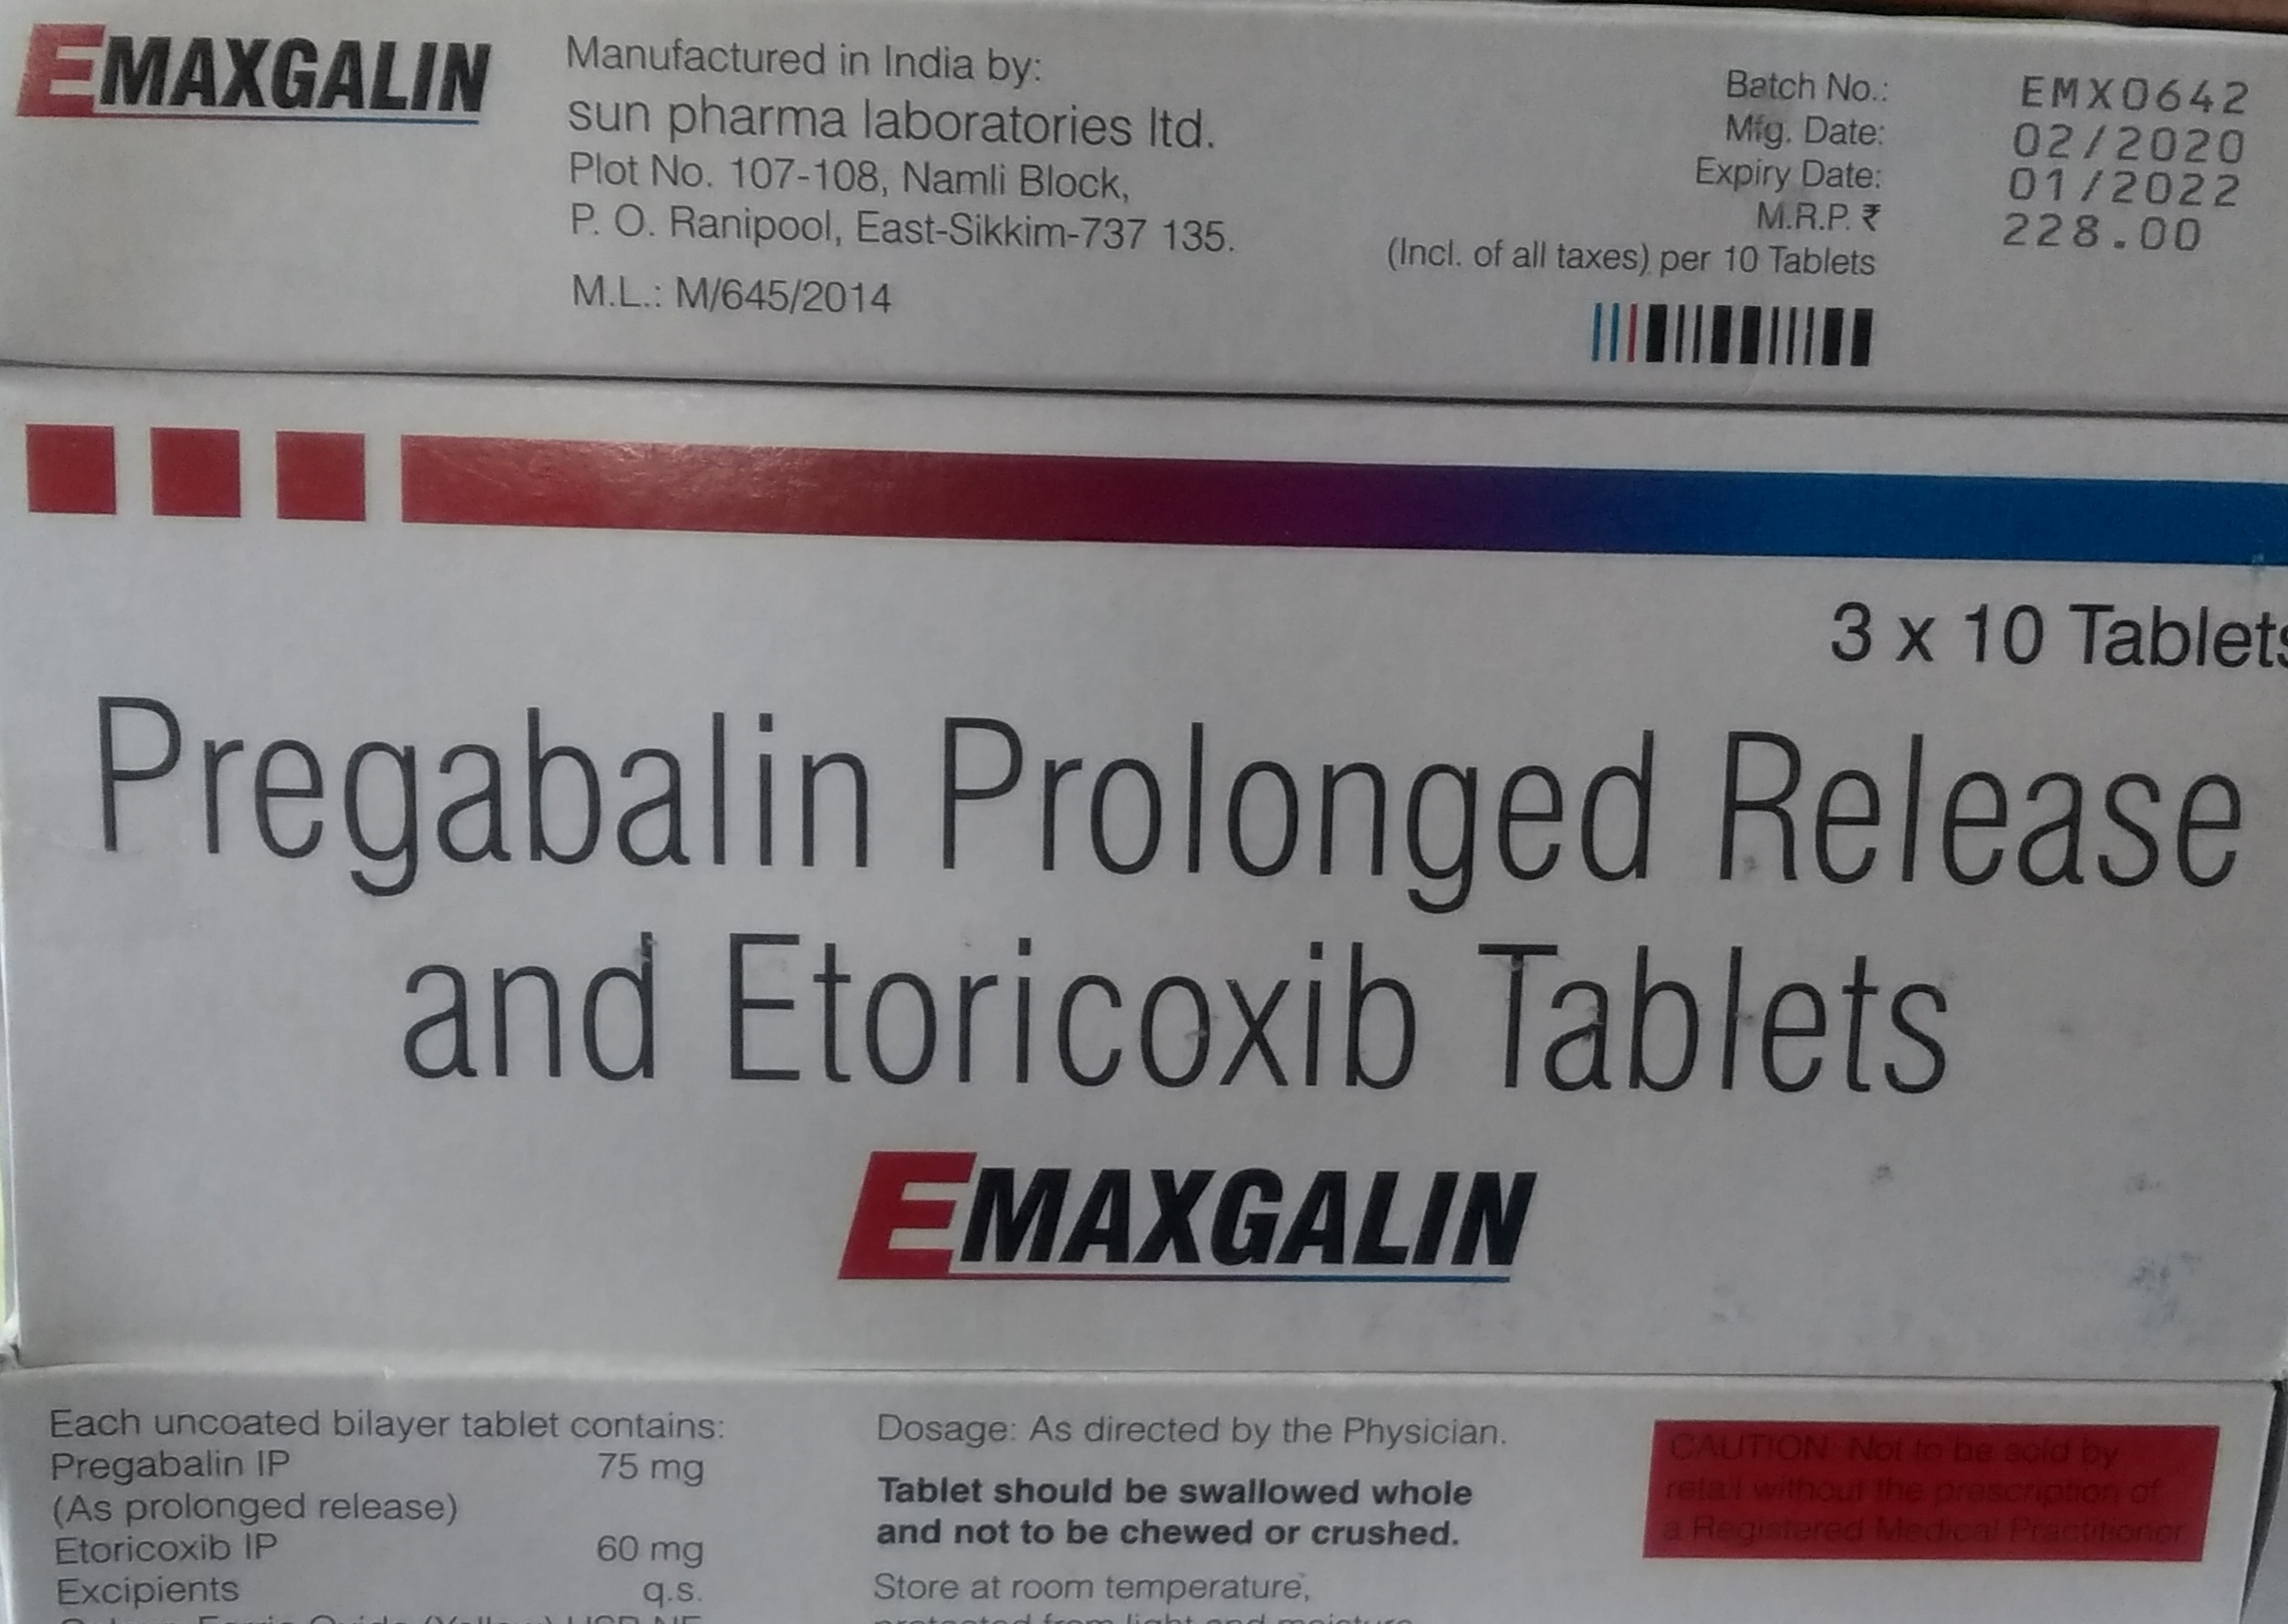 EMAXGALIN
Manufactured in India by:
sun pharma laboratories ltd.
Plot No. 107-108, Namli Block,
P. O. Ranipool, East-Sikkim-737 135.
M.L.: M/645/2014
Batch No.: EMX0642
Mfg. Date: 02/2020
Expiry Date: 01/2022
M.R.P. ₹ 228.00
(Incl. of all taxes) per 10 Tablets
3 x 10 Tablets
Pregabalin Prolonged Release
and Etoricoxib Tablets
EMAXGALIN
Each uncoated bilayer tablet contains:
Pregabalin IP 75 mg
(As prolonged release)
Etoricoxib IP 60 mg
Excipients q.s.
Dosage: As directed by the Physician.
Tablet should be swallowed whole
and not to be chewed or crushed.
Store at room temperature,
protected from light and moisture
CAUTION: Not to be sold by
retail without the prescription of
a Registered Medical Practitioner